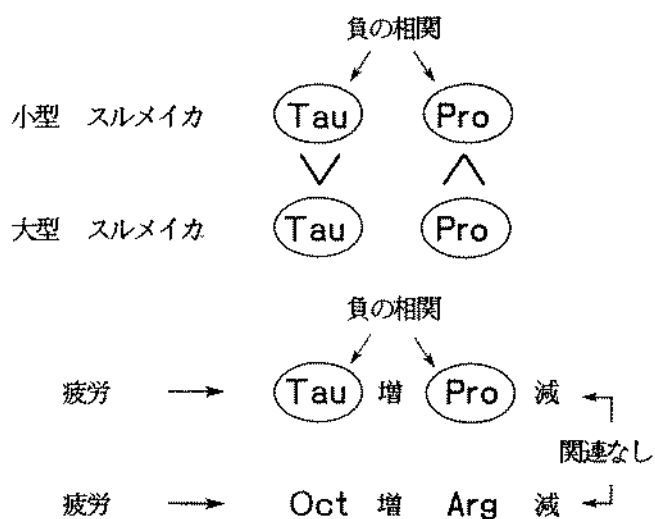 負の相関
小型 スルメイカ Tau Pro
大型 スルメイカ Tau Pro
負の相関
疲労 Tau 増 Pro 減
関連なし
疲労 Oct 増 Arg 減